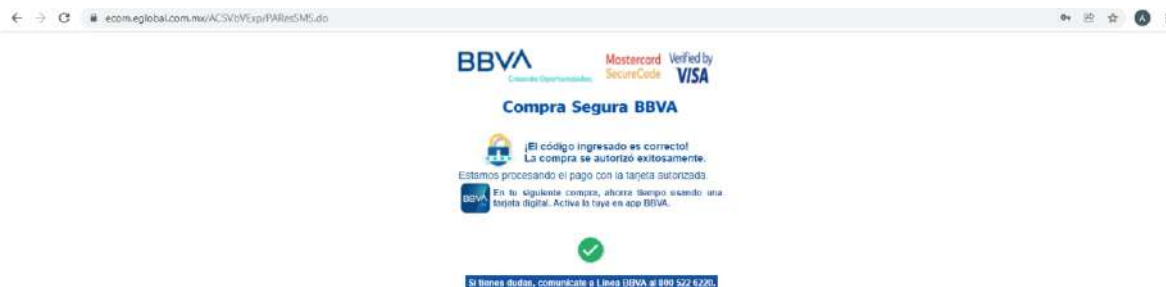 ecom.eglobal.com.mx/ACSVbVExp/PAResSMS.do
A
BBVA
Creando Oportunidades
Mastercard
SecureCode
Verified by
VISA
Compra Segura BBVA
¡El código ingresado es correcto!
La compra se autorizó exitosamente.
Estamos procesando el pago con la tarjeta autorizada.
BBVA
En tu siguiente compra, ahorra tiempo usando una
tarjeta digital. Activa la tuya en app BBVA.
Si tienes dudas, comunícate a Línea BBVA al 800 522 6220.